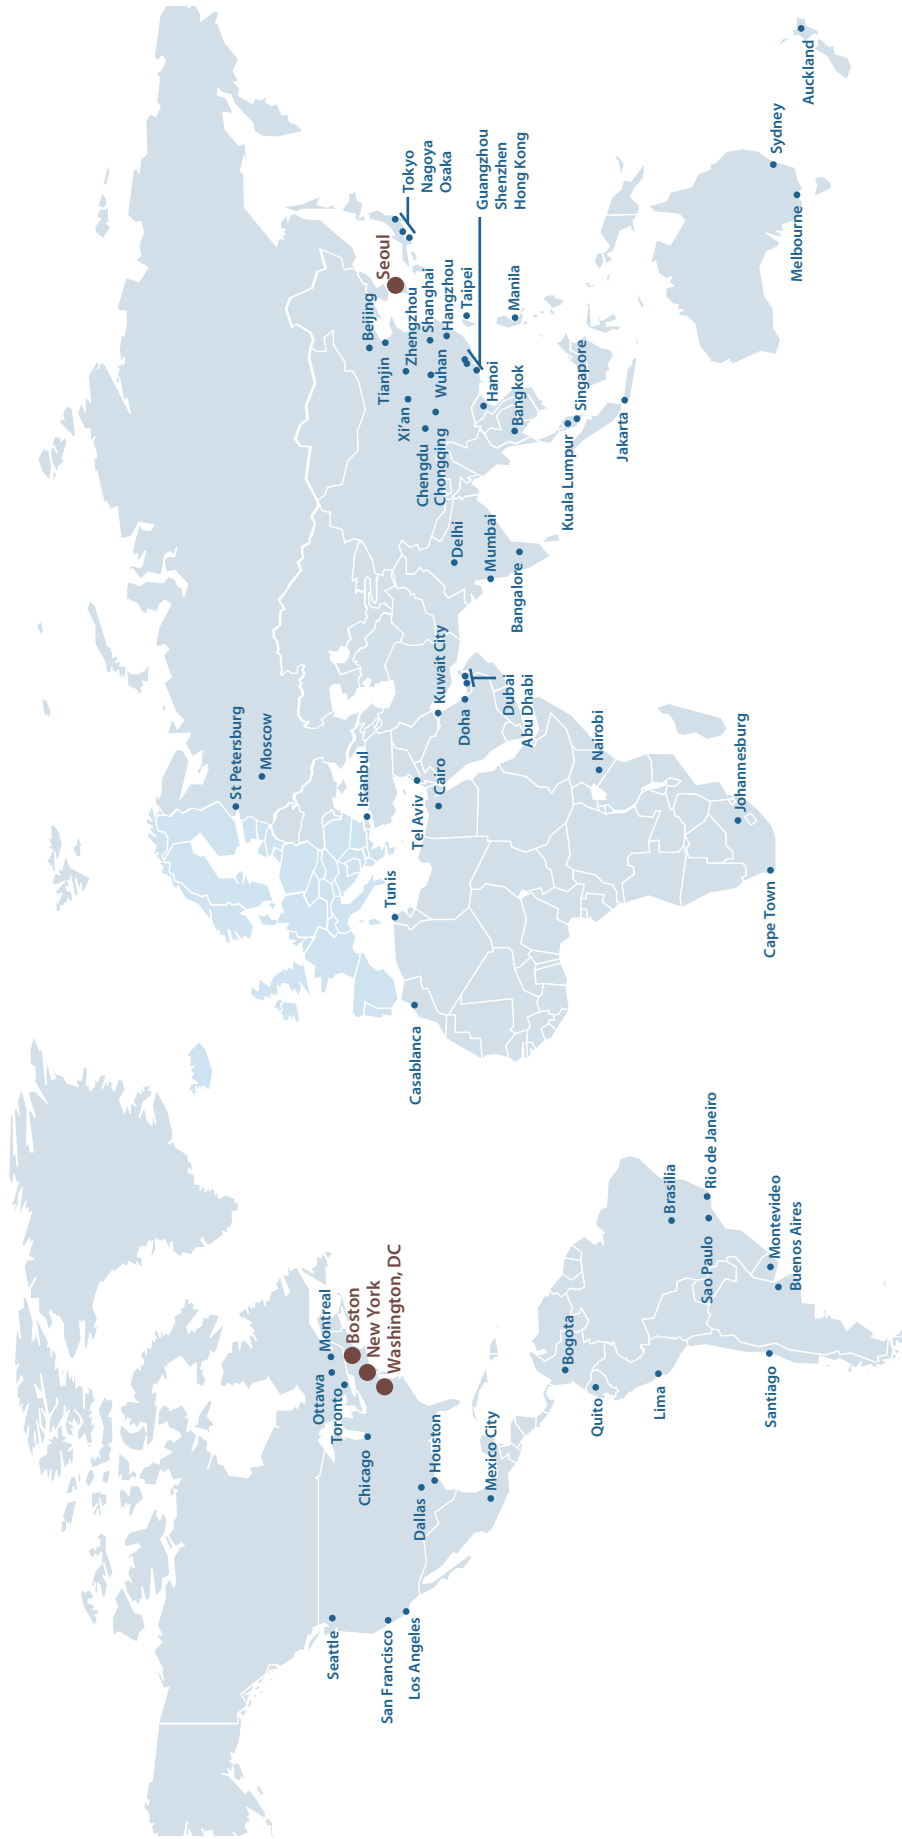 Seattle
San Francisco
Los Angeles
Chicago
Dallas
Houston
Mexico City
Ottawa
Toronto
Montreal
Boston
New York
Washington, DC
Bogota
Quito
Lima
Santiago
Brasilia
Sao Paulo
Rio de Janeiro
Montevideo
Buenos Aires
Casablanca
Tunis
St Petersburg
Moscow
Istanbul
Tel Aviv
Cairo
Kuwait City
Doha
Dubai
Abu Dhabi
Nairobi
Johannesburg
Cape Town
Delhi
Mumbai
Bangalore
Beijing
Tianjin
Zhengzhou
Xi’an
Shanghai
Hangzhou
Wuhan
Chengdu
Chongqing
Seoul
Tokyo
Nagoya
Osaka
Guangzhou
Shenzhen
Hong Kong
Taipei
Manila
Hanoi
Bangkok
Kuala Lumpur
Singapore
Jakarta
Sydney
Melbourne
Auckland